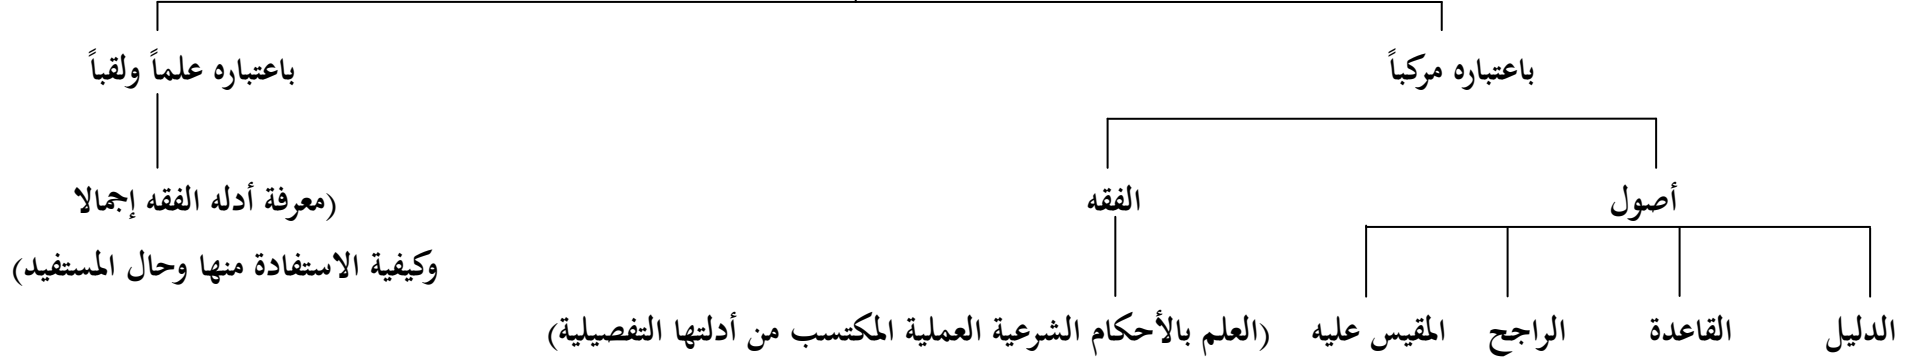 باعتباره مركباً
باعتباره علماً ولقباً
أصول
الفقه
(معرفة أدله الفقه إجمالا
وكيفية الاستفادة منها وحال المستفيد)
الدليل
القاعدة
الراجح
المقيس عليه
(العلم بالأحكام الشرعية العملية المكتسب من أدلتها التفصيلية)